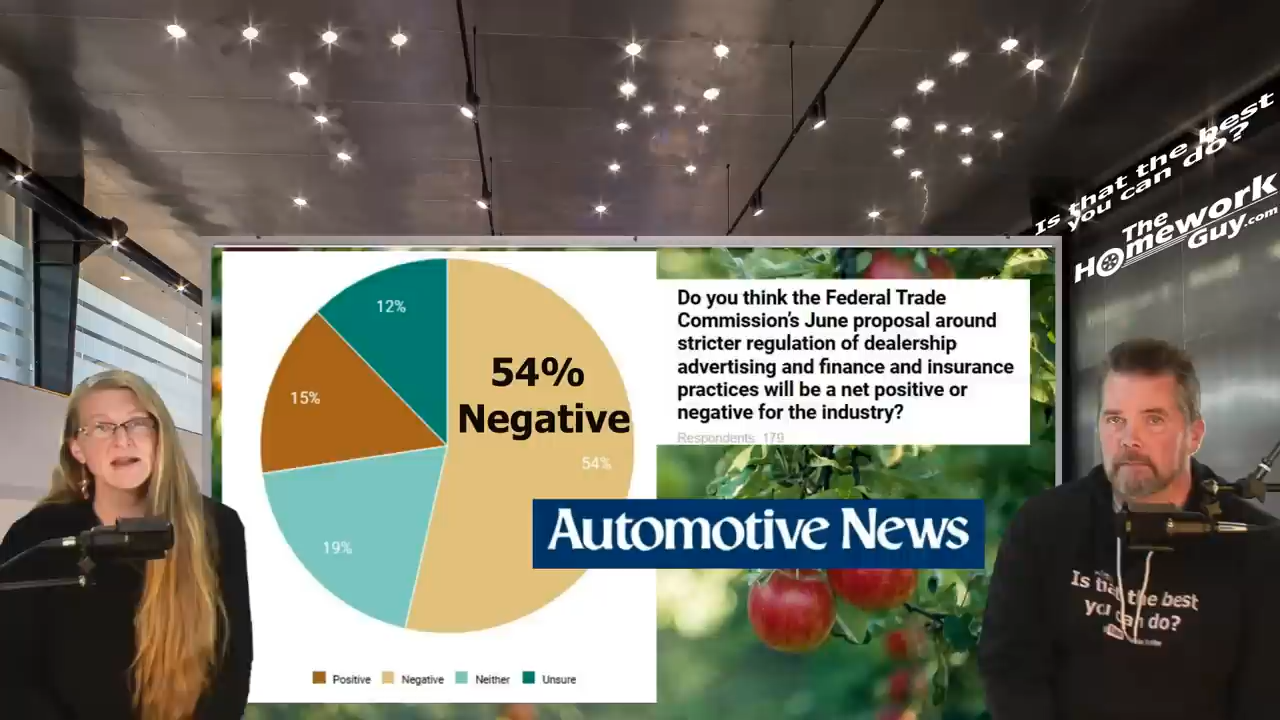 Is that the best
you can do?
The
Homework
Guy.com
12%
54%
Negative
15%
54%
19%
Positive
Negative
Neither
Unsure
Do you think the Federal Trade
Commission's June proposal around
stricter regulation of dealership
advertising and finance and insurance
practices will be a net positive or
negative for the industry?
Respondents 179
Automotive News
Is that the best
you can do?